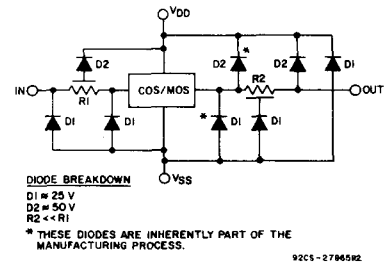 VDD
D2
IN
R1
COS/MOS
D1
D1
*
D2
R2
D2
D1
OUT
*
D1
D1
VSS
DIODE BREAKDOWN
D1 ≈ 25 V
D2 ≈ 50 V
R2 << R1
* THESE DIODES ARE INHERENTLY PART OF THE
MANUFACTURING PROCESS.
92CS-27965R2